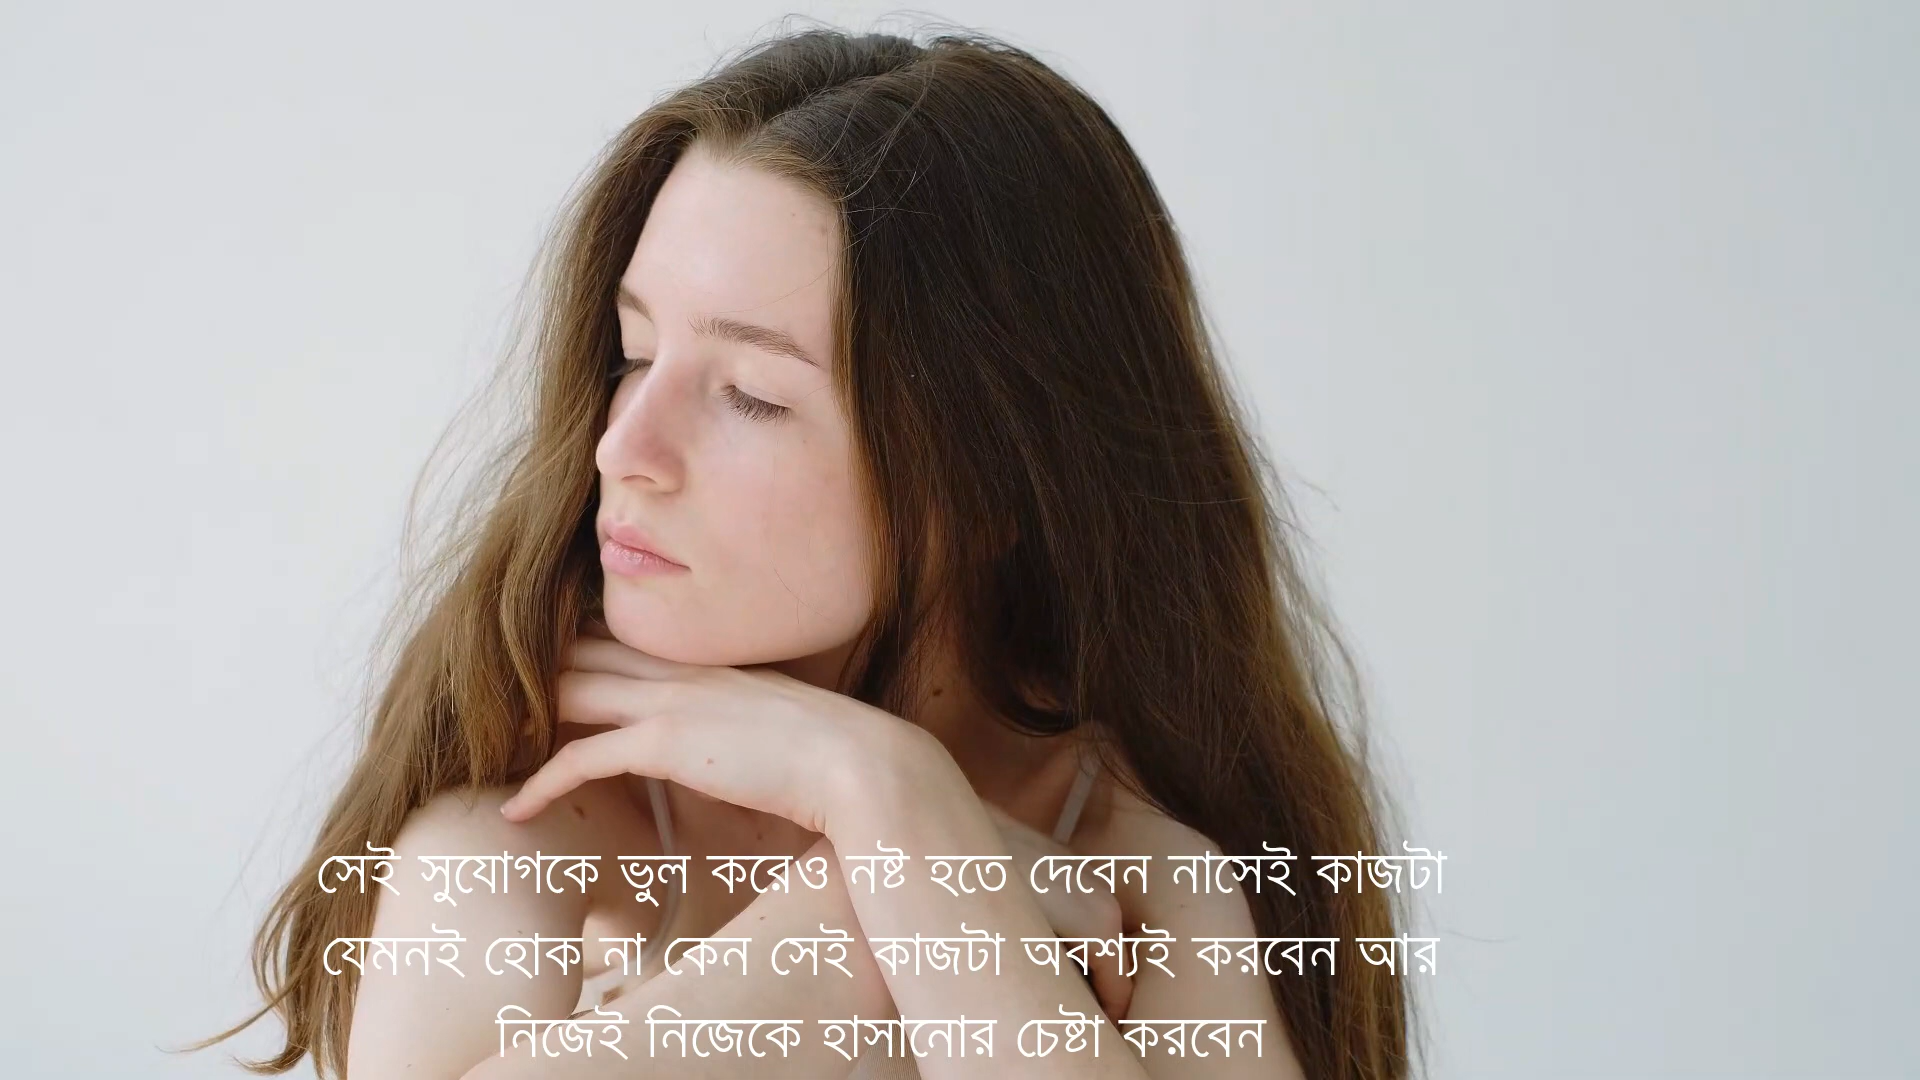 সেই সুযোগকে ভুল করেও নষ্ট হতে দেবেন নাসেই কাজটা
যেমনই হোক না কেন সেই কাজটা অবশ্যই করবেন আর
নিজেই নিজেকে হাসানোর চেষ্টা করবেন